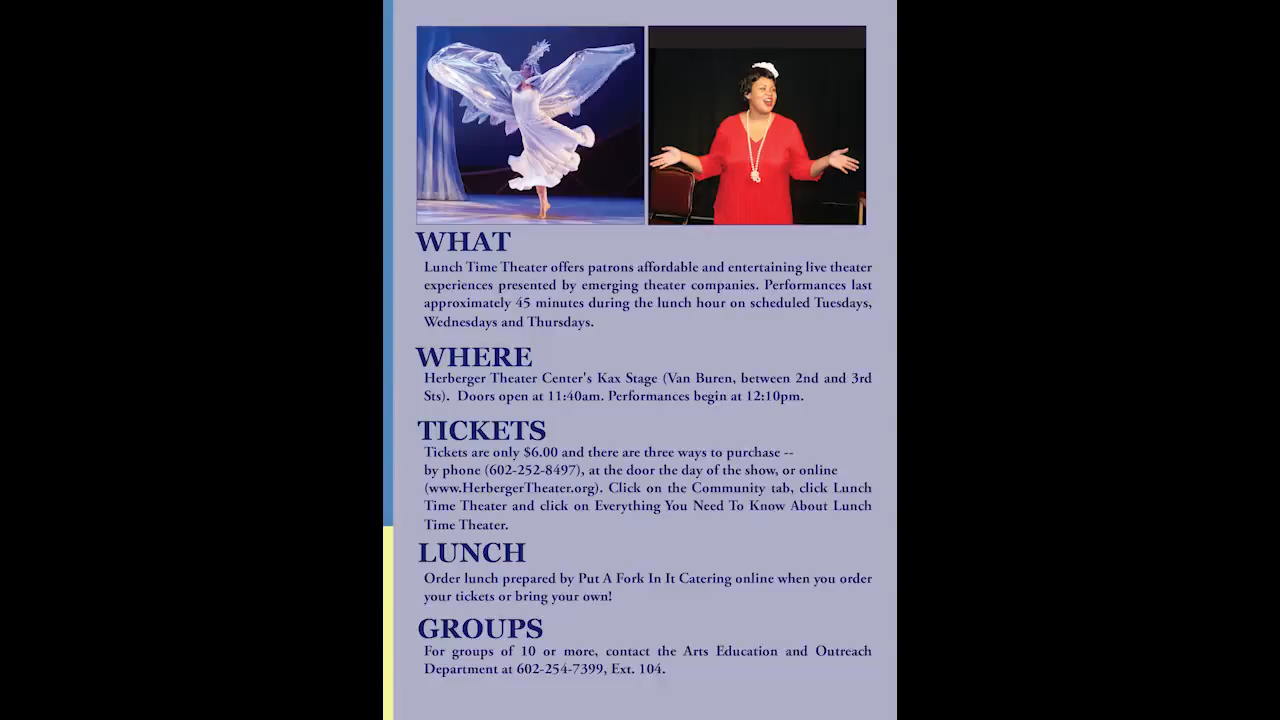 WHAT
Lunch Time Theater offers patrons affordable and entertaining live theater
experiences presented by emerging theater companies. Performances last
approximately 45 minutes during the lunch hour on scheduled Tuesdays,
Wednesdays and Thursdays.
WHERE
Herberger Theater Center's Kax Stage (Van Buren, between 2nd and 3rd
Sts). Doors open at 11:40am. Performances begin at 12:10pm.
TICKETS
Tickets are only $6.00 and there are three ways to purchase --
by phone (602-252-8497), at the door the day of the show, or online
(www.HerbergerTheater.org). Click on the Community tab, click Lunch
Time Theater and click on Everything You Need To Know About Lunch
Time Theater.
LUNCH
Order lunch prepared by Put A Fork In It Catering online when you order
your tickets or bring your own!
GROUPS
For groups of 10 or more, contact the Arts Education and Outreach
Department at 602-254-7399, Ext. 104.